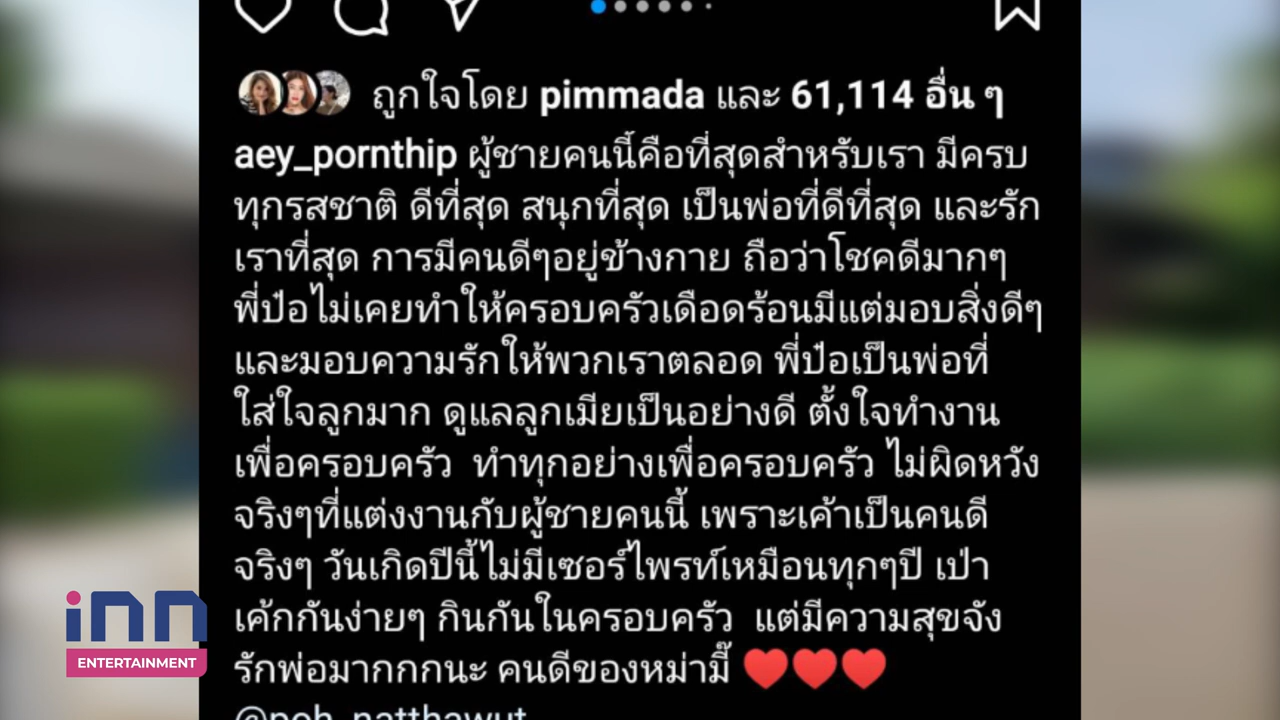 ถูกใจโดย pimmada และ 61,114 อื่น ๆ
aey_pornthip ผู้ชายคนนี้คือที่สุดสำหรับเรา มีครบ
ทุกรสชาติ ดีที่สุด สนุกที่สุด เป็นพ่อที่ดีที่สุด และรัก
เราที่สุด การมีคนดีๆอยู่ข้างกาย ถือว่าโชคดีมากๆ
พี่ป๋อไม่เคยทำให้ครอบครัวเดือดร้อนมีแต่มอบสิ่งดีๆ
และมอบความรักให้พวกเราตลอด พี่ป๋อเป็นพ่อที่
ใส่ใจลูกมาก ดูแลลูกเมียเป็นอย่างดี ตั้งใจทำงาน
เพื่อครอบครัว ทำทุกอย่างเพื่อครอบครัว ไม่ผิดหวัง
จริงๆที่แต่งงานกับผู้ชายคนนี้ เพราะเค้าเป็นคนดี
จริงๆ วันเกิดปีนี้ไม่มีเซอร์ไพรท์เหมือนทุกๆปี เป่า
เค้กกันง่ายๆ กินกันในครอบครัว แต่มีความสุขจัง
รักพ่อมากกกนะ คนดีของหม่ามี๊ ❤️❤️❤️
@poh_natthawut
inn
ENTERTAINMENT